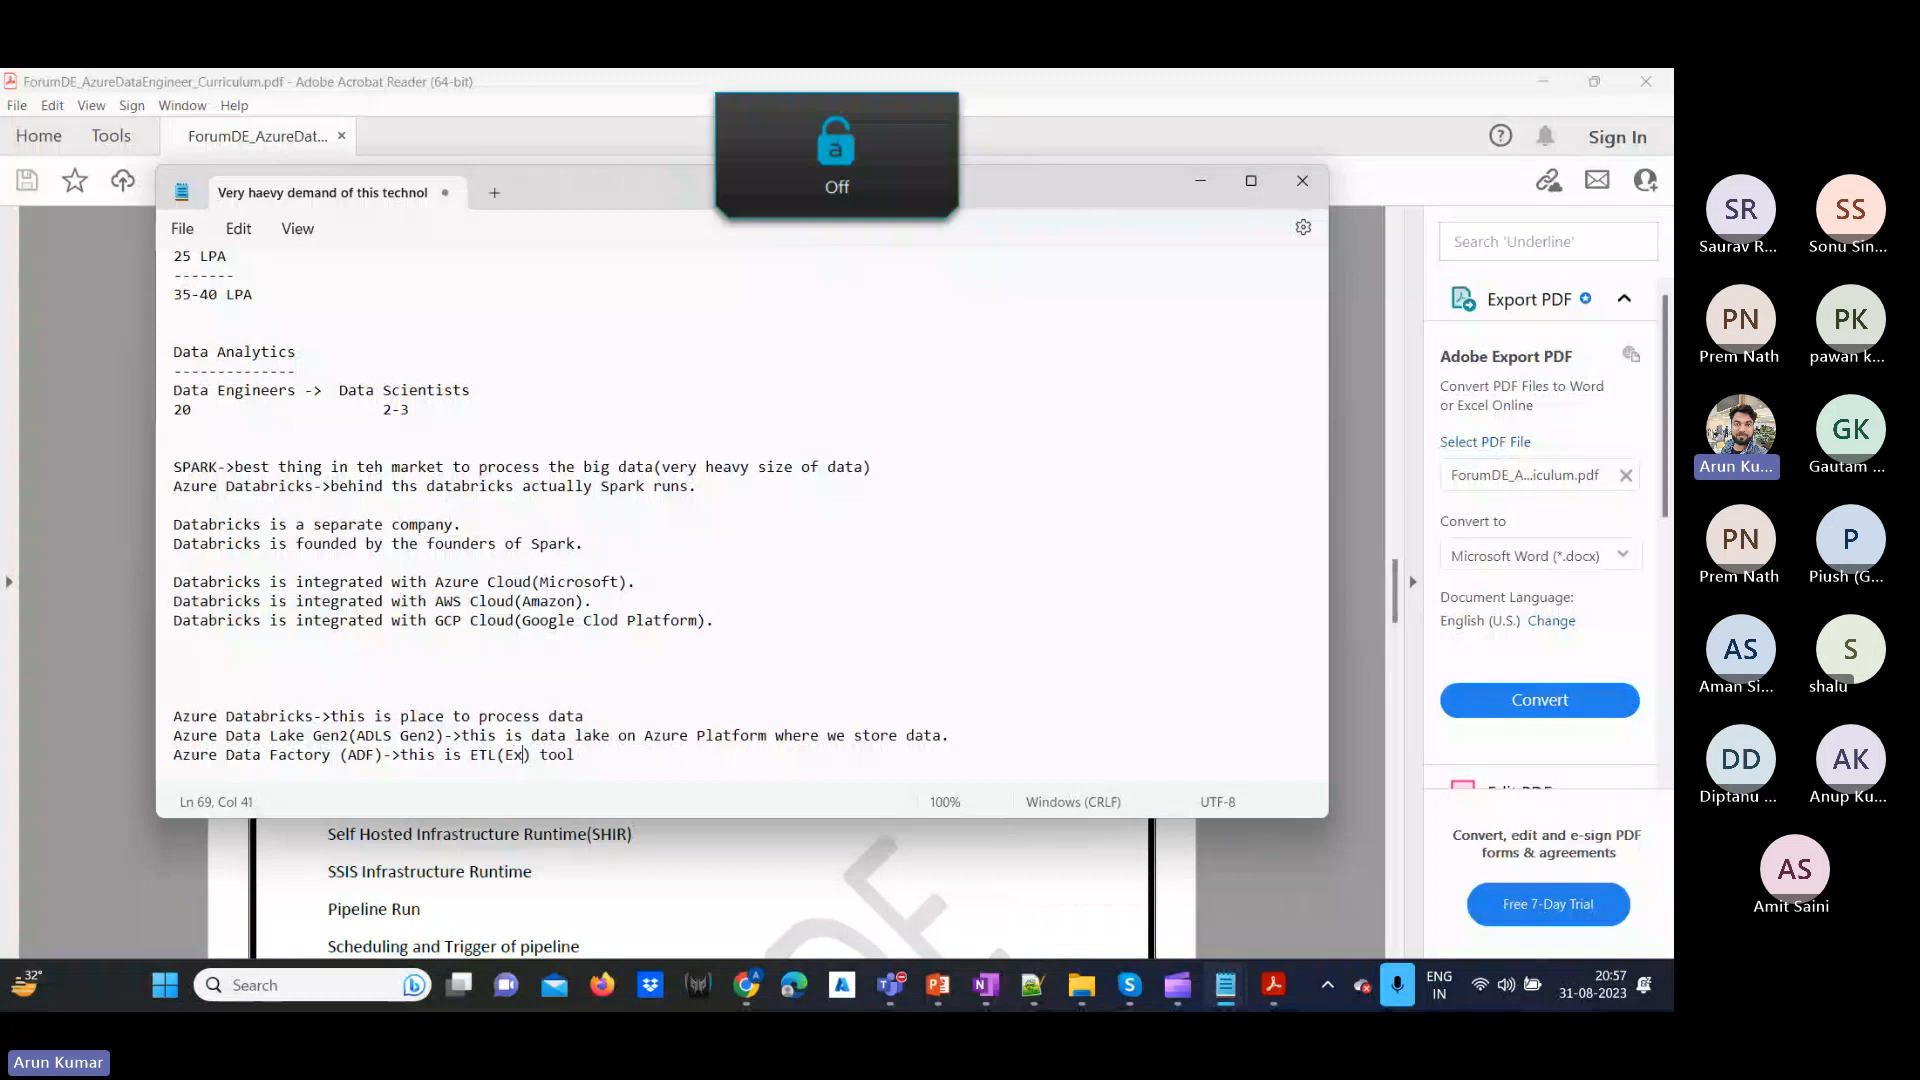 ForumDE_AzureDataEngineer_Curriculum.pdf - Adobe Acrobat Reader (64-bit)
File Edit View Sign Window Help
Home Tools ForumDE_AzureDat... Sign In
a
Off
Very haevy demand of this technol
File Edit View
25 LPA
-------
35-40 LPA
Data Analytics
--------------
Data Engineers -> Data Scientists
20 2-3
SPARK->best thing in teh market to process the big data(very heavy size of data)
Azure Databricks->behind ths databricks actually Spark runs.
Databricks is a separate company.
Databricks is founded by the founders of Spark.
Databricks is integrated with Azure Cloud(Microsoft).
Databricks is integrated with AWS Cloud(Amazon).
Databricks is integrated with GCP Cloud(Google Clod Platform).
Azure Databricks->this is place to process data
Azure Data Lake Gen2(ADLS Gen2)->this is data lake on Azure Platform where we store data.
Azure Data Factory (ADF)->this is ETL(Ex) tool
Ln 69, Col 41 100% Windows (CRLF) UTF-8
Self Hosted Infrastructure Runtime(SHIR)
SSIS Infrastructure Runtime
Pipeline Run
Scheduling and Trigger of pipeline
Search 'Underline'
Export PDF
Adobe Export PDF
Convert PDF Files to Word
or Excel Online
Select PDF File
ForumDE_A...iculum.pdf
Convert to
Microsoft Word (*.docx)
Document Language:
English (U.S.) Change
Convert
Convert, edit and e-sign PDF
forms & agreements
Free 7-Day Trial
SR SS
Saurav R... Sonu Sin...
PN PK
Prem Nath pawan k...
GK
Arun Ku... Gautam ...
PN P
Prem Nath Piush (G...
AS S
Aman Si... shalu
DD AK
Diptanu ... Anup Ku...
AS
Amit Saini
32°
Search
ENG
IN
20:57
31-08-2023
Arun Kumar